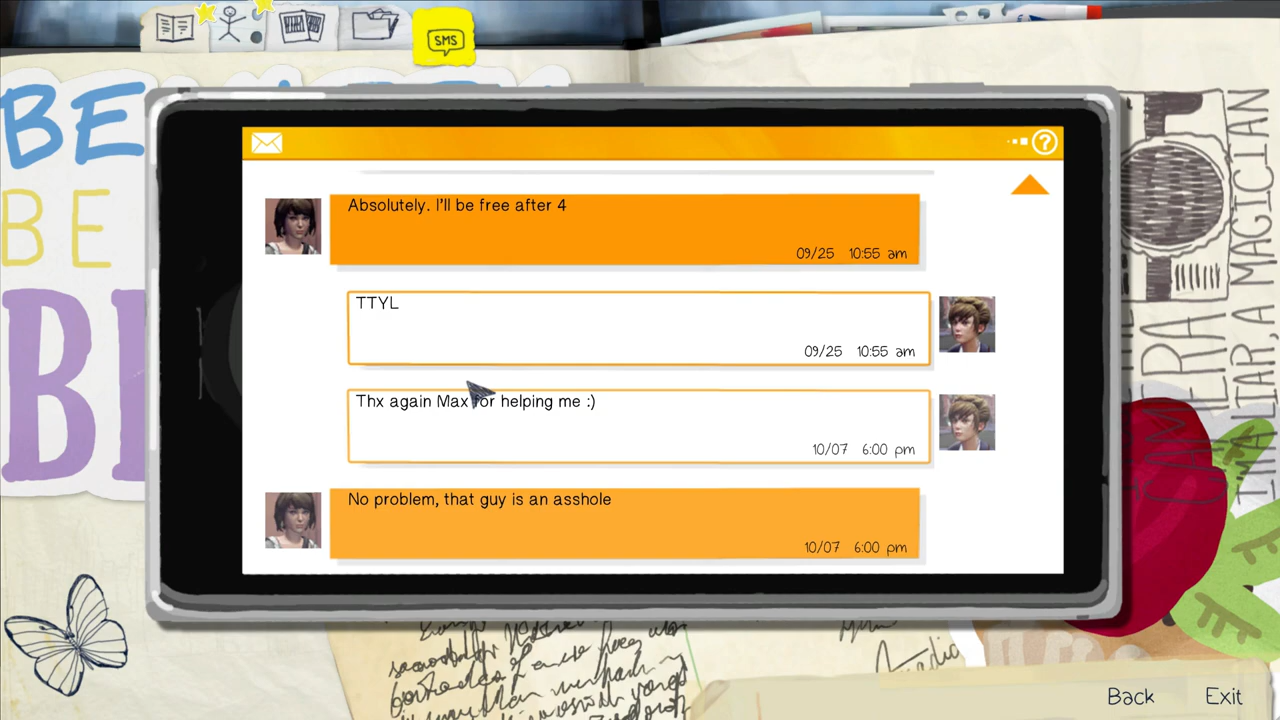 SMS
BE
BE
Absolutely. I'll be free after 4
09/25 10:55 am
TTYL
09/25 10:55 am
Thx again Max for helping me :)
10/07 6:00 pm
No problem, that guy is an asshole
10/07 6:00 pm
CAMERA
LIAR, A MAGICIAN
Back
Exit